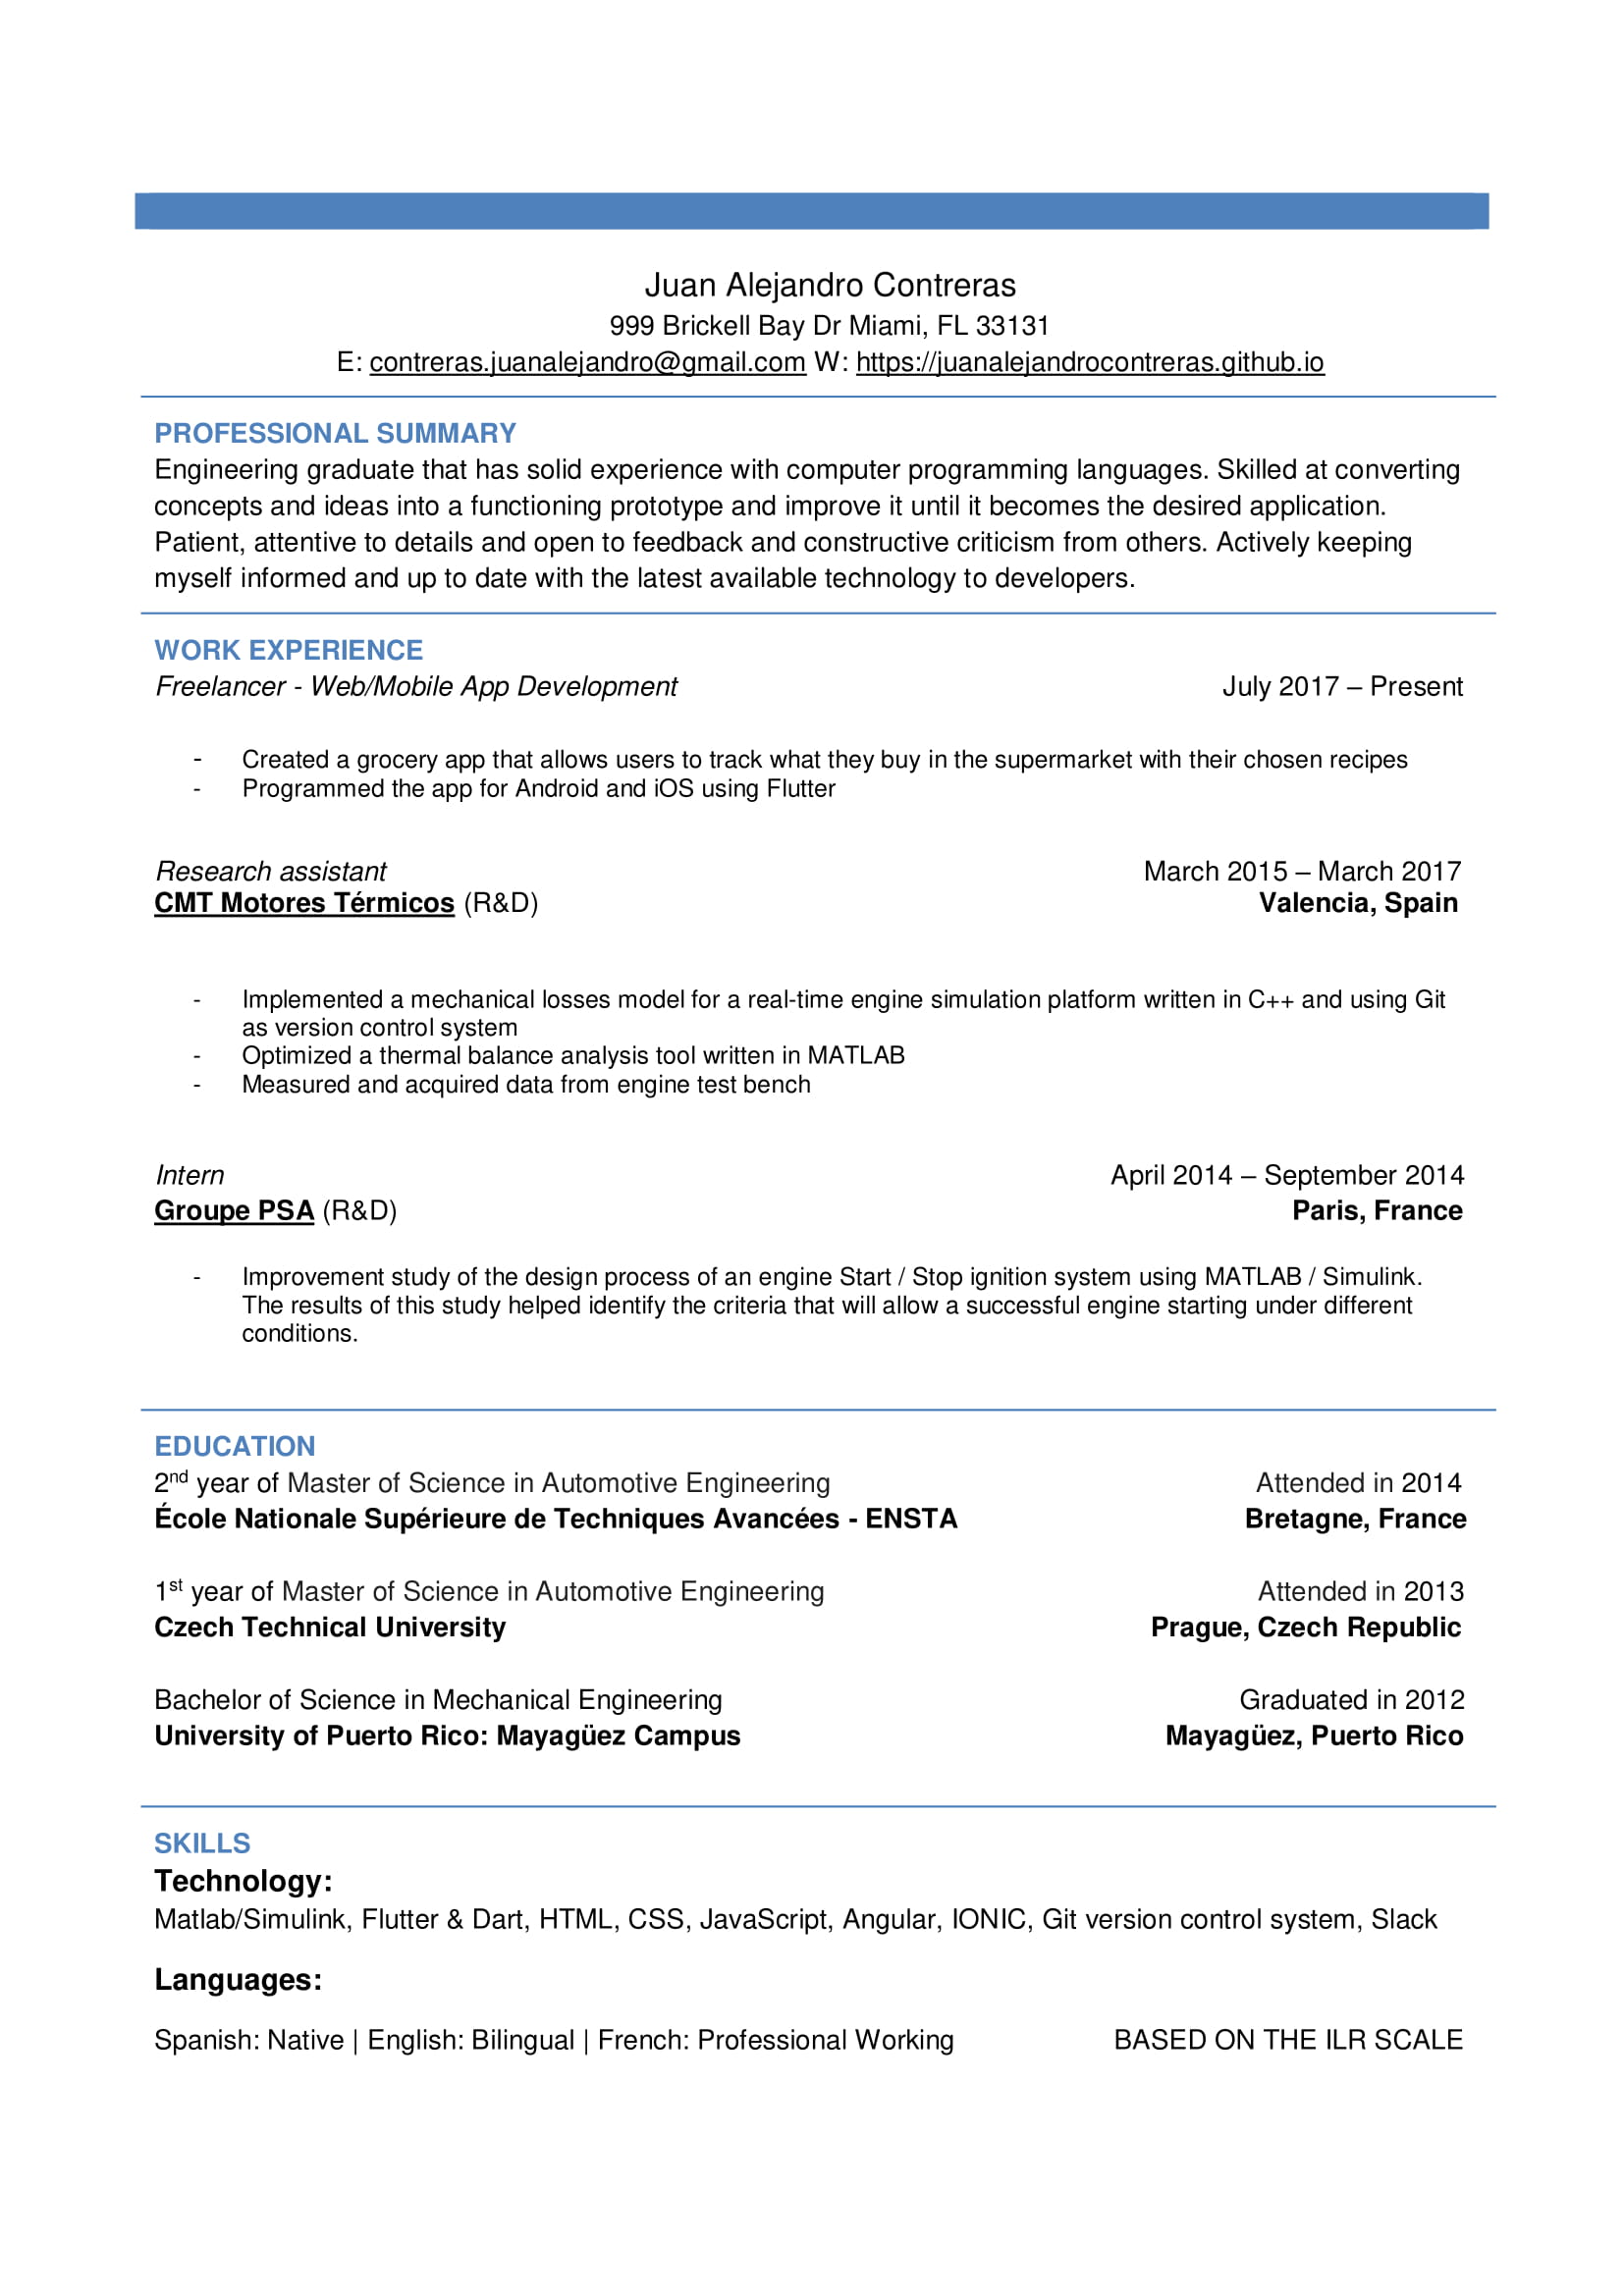 Juan Alejandro Contreras
999 Brickell Bay Dr Miami, FL 33131
E: contreras.juanalejandro@gmail.com W: https://juanalejandrocontreras.github.io
PROFESSIONAL SUMMARY
Engineering graduate that has solid experience with computer programming languages. Skilled at converting
concepts and ideas into a functioning prototype and improve it until it becomes the desired application.
Patient, attentive to details and open to feedback and constructive criticism from others. Actively keeping
myself informed and up to date with the latest available technology to developers.
WORK EXPERIENCE
Freelancer - Web/Mobile App Development July 2017 – Present
- Created a grocery app that allows users to track what they buy in the supermarket with their chosen recipes
- Programmed the app for Android and iOS using Flutter
Research assistant March 2015 – March 2017
CMT Motores Térmicos (R&D) Valencia, Spain
- Implemented a mechanical losses model for a real-time engine simulation platform written in C++ and using Git
as version control system
- Optimized a thermal balance analysis tool written in MATLAB
- Measured and acquired data from engine test bench
Intern April 2014 – September 2014
Groupe PSA (R&D) Paris, France
- Improvement study of the design process of an engine Start / Stop ignition system using MATLAB / Simulink.
The results of this study helped identify the criteria that will allow a successful engine starting under different
conditions.
EDUCATION
2nd year of Master of Science in Automotive Engineering Attended in 2014
École Nationale Supérieure de Techniques Avancées - ENSTA Bretagne, France
1st year of Master of Science in Automotive Engineering Attended in 2013
Czech Technical University Prague, Czech Republic
Bachelor of Science in Mechanical Engineering Graduated in 2012
University of Puerto Rico: Mayagüez Campus Mayagüez, Puerto Rico
SKILLS
Technology:
Matlab/Simulink, Flutter & Dart, HTML, CSS, JavaScript, Angular, IONIC, Git version control system, Slack
Languages:
Spanish: Native | English: Bilingual | French: Professional Working BASED ON THE ILR SCALE